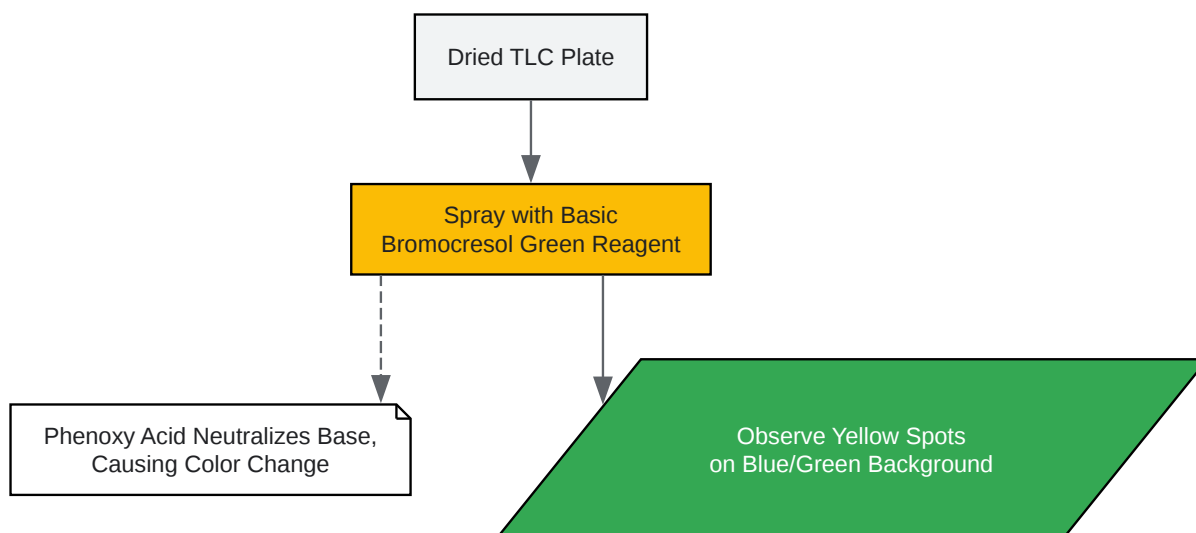 Dried TLC Plate
Spray with Basic
Bromocresol Green Reagent
Phenoxy Acid Neutralizes Base,
Causing Color Change
Observe Yellow Spots
on Blue/Green Background